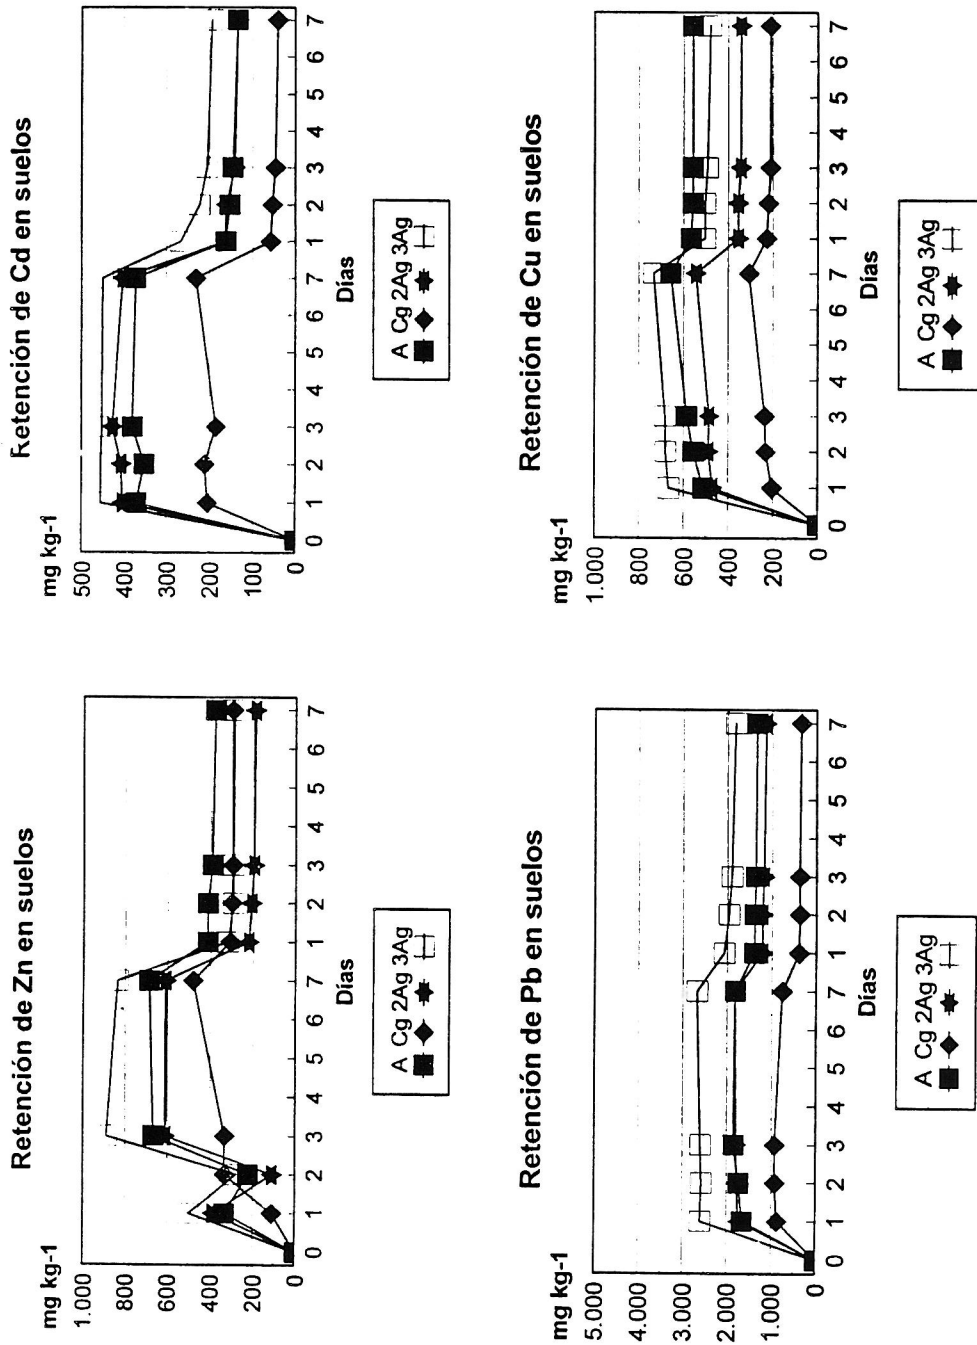 Retención de Zn en suelos
mg kg-1
1.000
800
600
400
200
0
0 1 2 3 4 5 6 7 1 2 3 4 5 6 7
Días
A Cg 2Ag 3Ag
Retención de Cd en suelos
mg kg-1
500
400
300
200
100
0
0 1 2 3 4 5 6 7 1 2 3 4 5 6 7
Días
A Cg 2Ag 3Ag
Retención de Pb en suelos
mg kg-1
5.000
4.000
3.000
2.000
1.000
0
0 1 2 3 4 5 6 7 1 2 3 4 5 6 7
Días
A Cg 2Ag 3Ag
Retención de Cu en suelos
mg kg-1
1.000
800
600
400
200
0
0 1 2 3 4 5 6 7 1 2 3 4 5 6 7
Días
A Cg 2Ag 3Ag